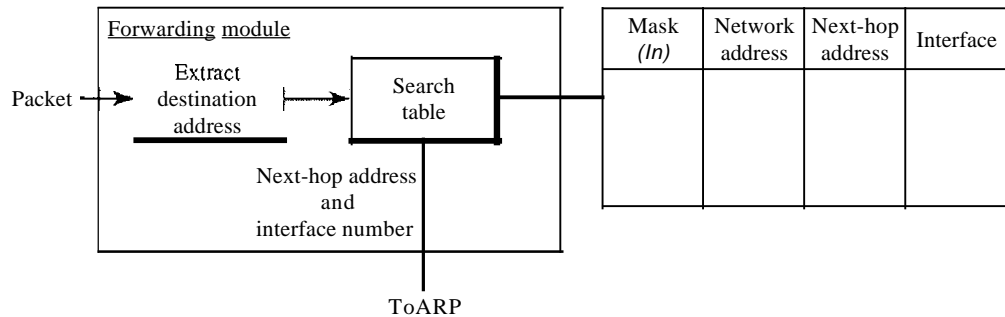 Forwarding module
Packet
Extract
destination
address
Search
table
Next-hop address
and
interface number
ToARP
Mask
(In)
Network
address
Next-hop
address
Interface